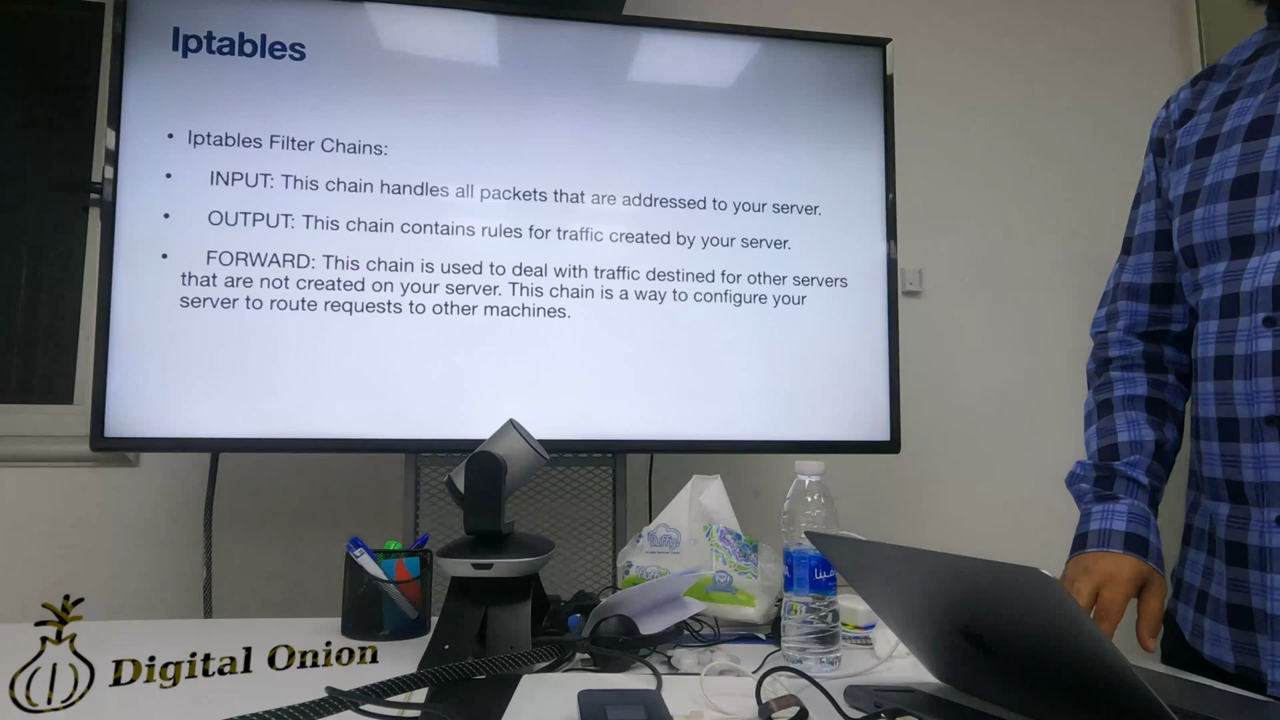 Iptables
• Iptables Filter Chains:
• INPUT: This chain handles all packets that are addressed to your server.
• OUTPUT: This chain contains rules for traffic created by your server.
• FORWARD: This chain is used to deal with traffic destined for other servers
that are not created on your server. This chain is a way to configure your
server to route requests to other machines.
fluffy
Digital Onion